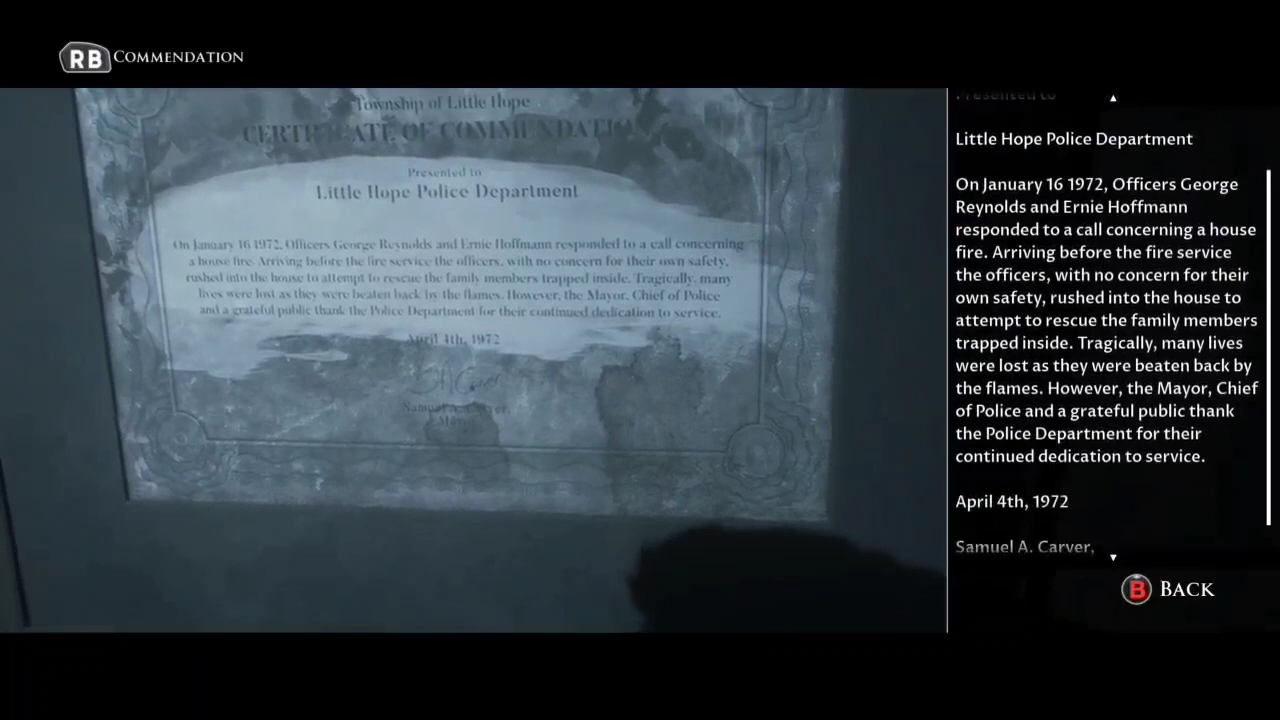 RB COMMENDATION
Township of Little Hope
CERTIFICATE OF COMMENDATIO
Presented to
Little Hope Police Department
On January 16 1972, Officers George Reynolds and Ernie Hoffmann responded to a call concerning
a house fire. Arriving before the fire service the officers, with no concern for their own safety,
rushed into the house to attempt to rescue the family members trapped inside. Tragically, many
lives were lost as they were beaten back by the flames. However, the Mayor, Chief of Police
and a grateful public thank the Police Department for their continued dedication to service.
April 4th, 1972
Samuel A. Carver,
Mayor
Presented to
Little Hope Police Department
On January 16 1972, Officers George
Reynolds and Ernie Hoffmann
responded to a call concerning a house
fire. Arriving before the fire service
the officers, with no concern for their
own safety, rushed into the house to
attempt to rescue the family members
trapped inside. Tragically, many lives
were lost as they were beaten back by
the flames. However, the Mayor, Chief
of Police and a grateful public thank
the Police Department for their
continued dedication to service.
April 4th, 1972
Samuel A. Carver,
B BACK